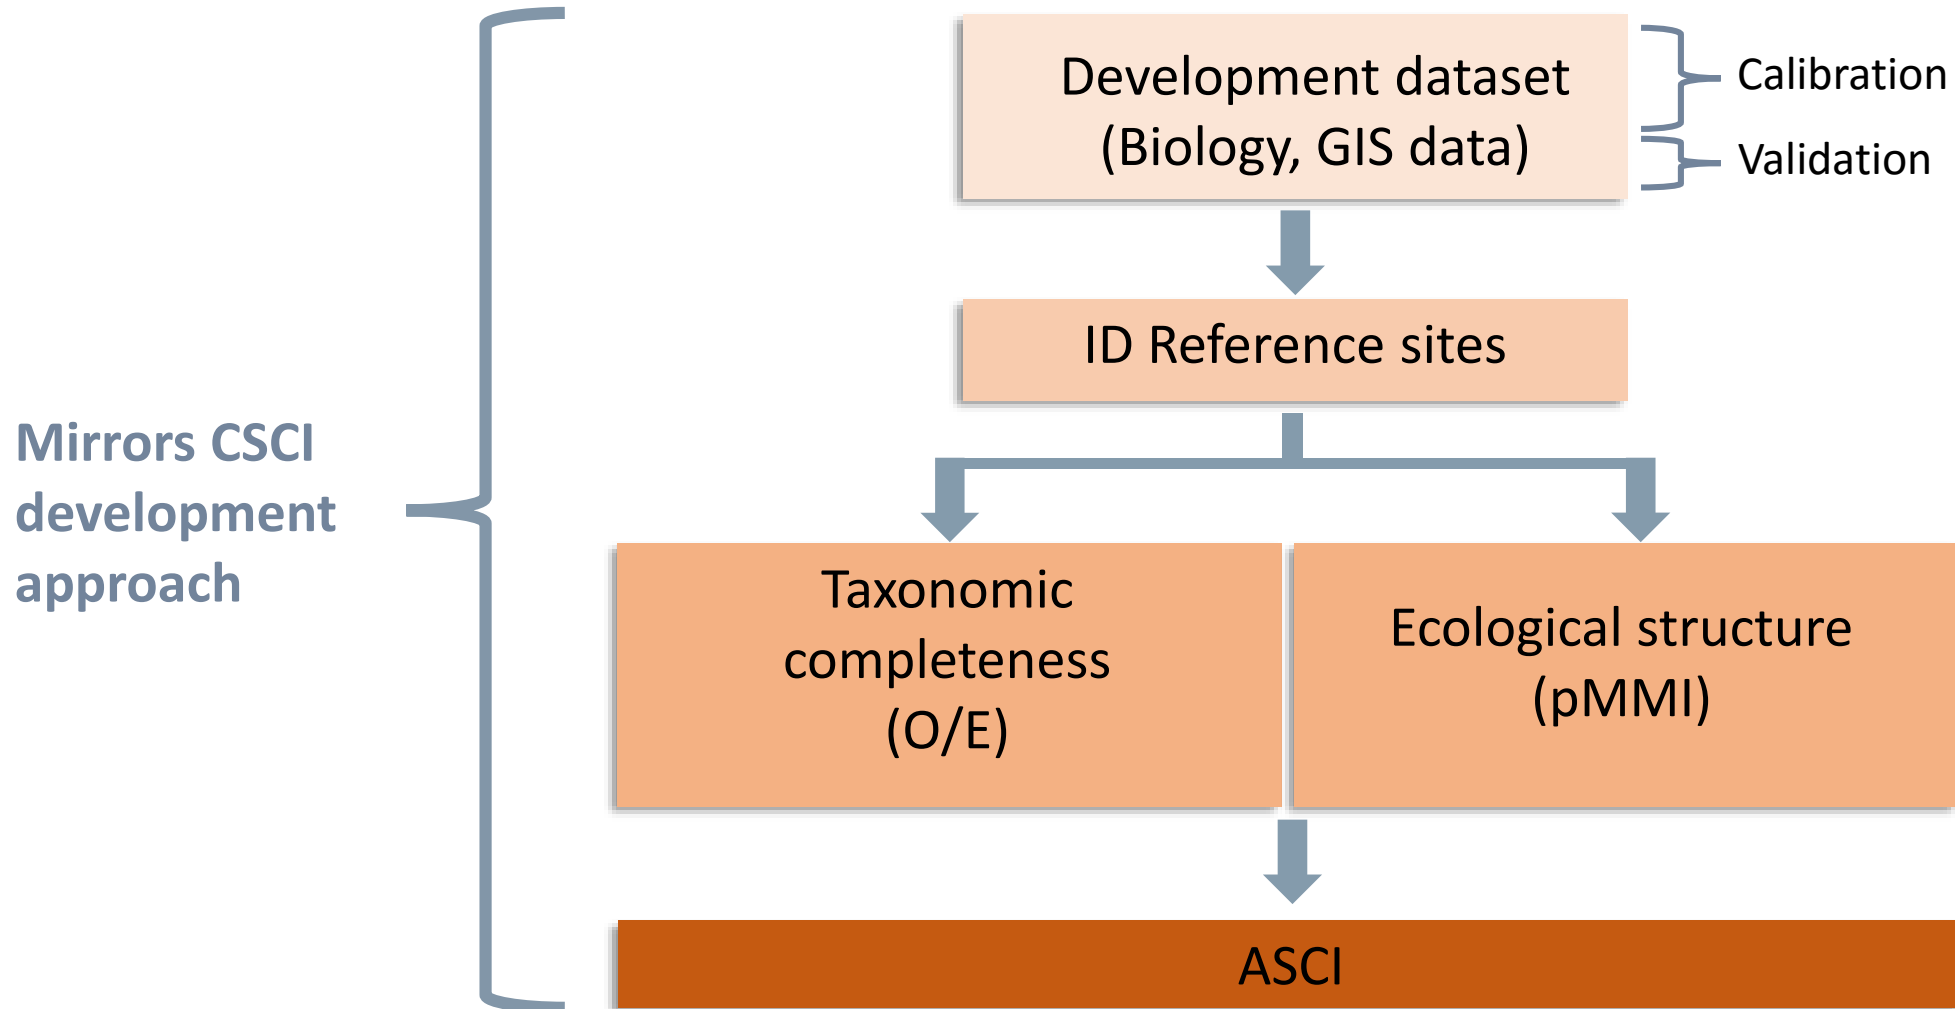 Development dataset
(Biology, GIS data)
Calibration
Validation
ID Reference sites
Mirrors CSCI
development
approach
Taxonomic
completeness
(O/E)
Ecological structure
(pMMI)
ASCI